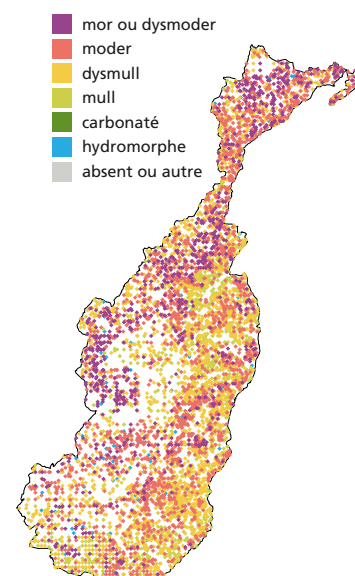 mor ou dysmoder
moder
dysmull
mull
carbonaté
hydromorphe
absent ou autre